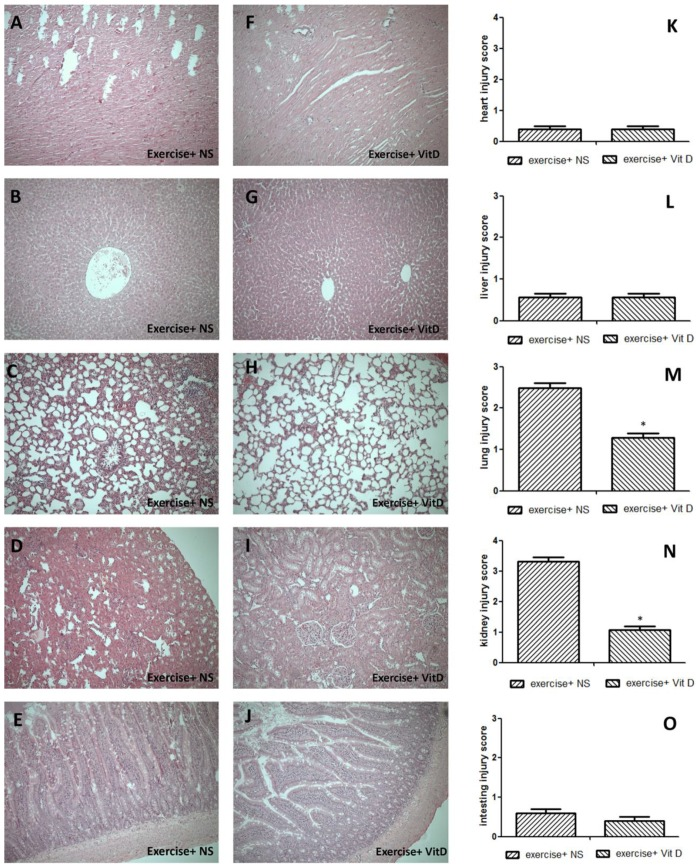 A
Exercise+ NS
F
Exercise+ VitD
K
heart injury score
4
3
2
1
0
exercise+ NS
exercise+ Vit D
B
Exercise+ NS
G
Exercise+ VitD
L
liver injury score
3
2
1
0
exercise+ NS
exercise+ Vit D
C
Exercise+ NS
H
Exercise+ VitD
M
lung injury score
3
2
1
0
*
exercise+ NS
exercise+ Vit D
D
Exercise+ NS
I
Exercise+ VitD
N
kidney injury score
4
3
2
1
0
*
exercise+ NS
exercise+ Vit D
E
Exercise+ NS
J
Exercise+ VitD
O
intesting injury score
3
2
1
0
exercise+ NS
exercise+ Vit D